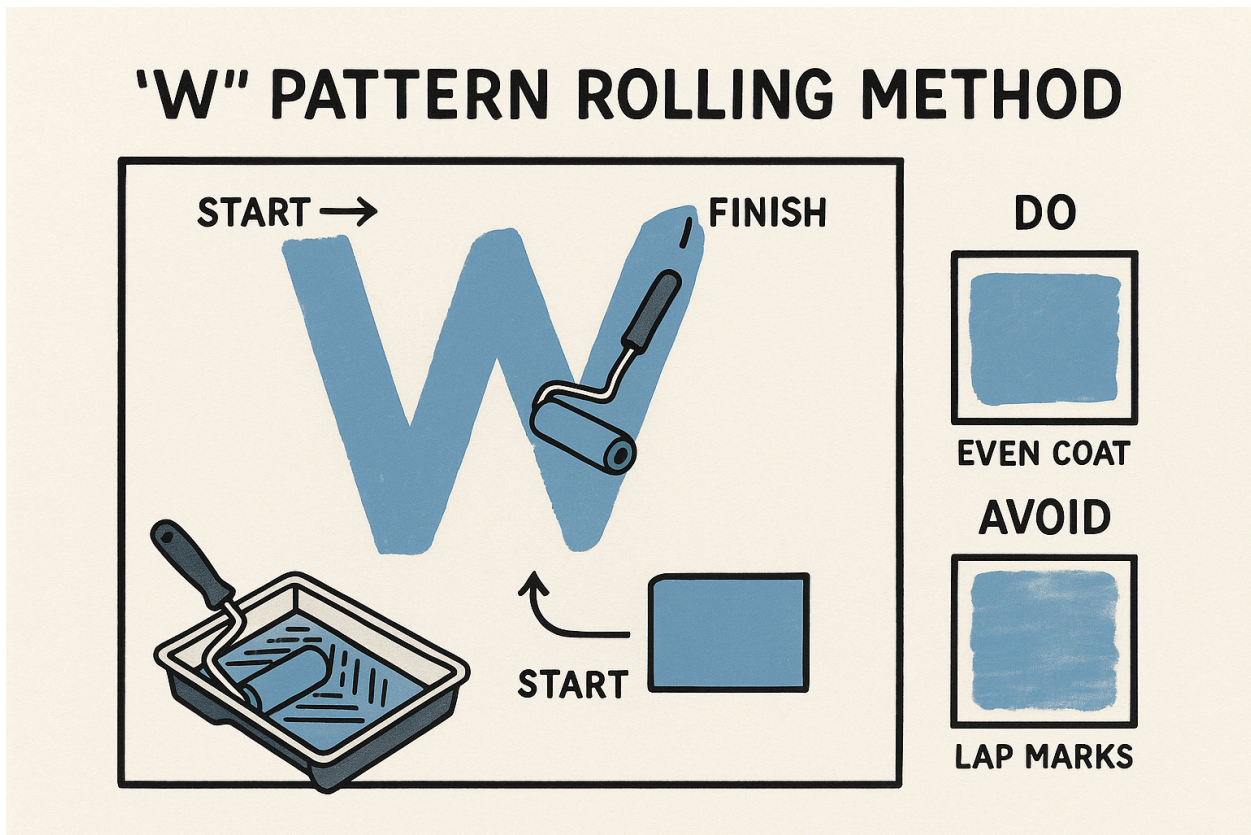 'W" PATTERN ROLLING METHOD
START
FINISH
START
DO
EVEN COAT
AVOID
LAP MARKS